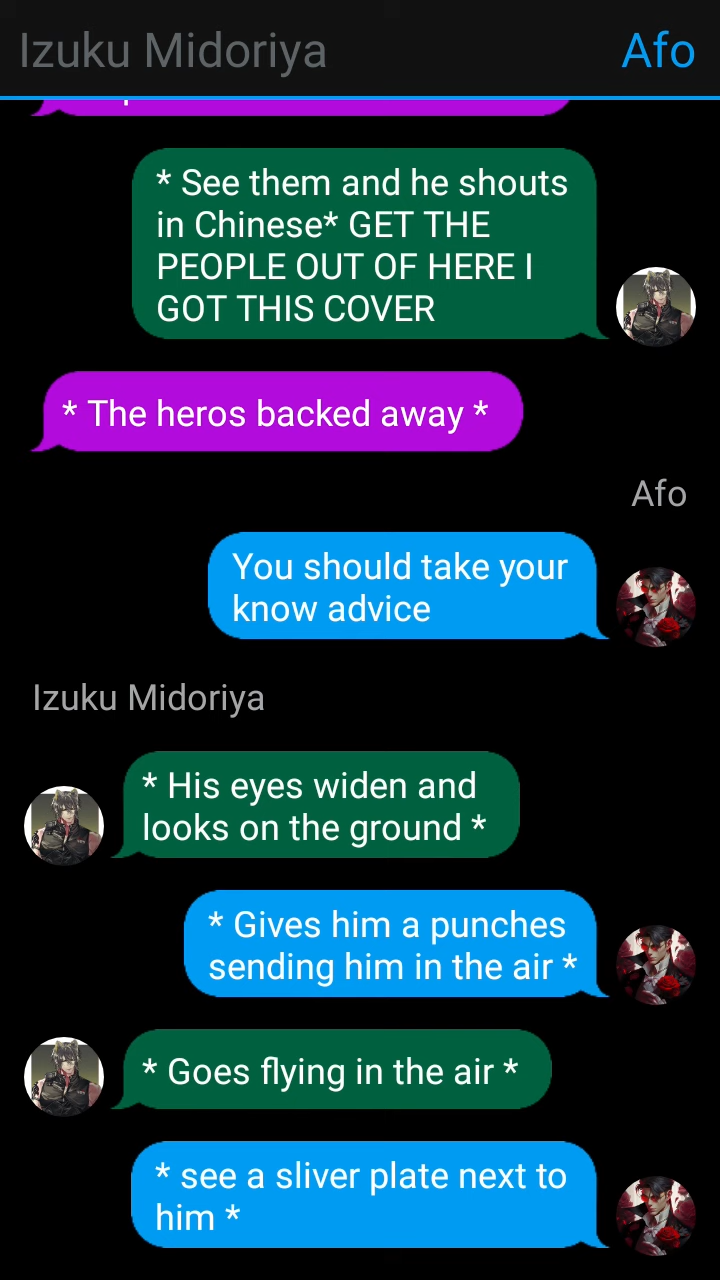 Izuku Midoriya
Afo
* See them and he shouts
in Chinese* GET THE
PEOPLE OUT OF HERE I
GOT THIS COVER
* The heros backed away *
Afo
You should take your
know advice
Izuku Midoriya
* His eyes widen and
looks on the ground *
* Gives him a punches
sending him in the air *
* Goes flying in the air *
* see a sliver plate next to
him *